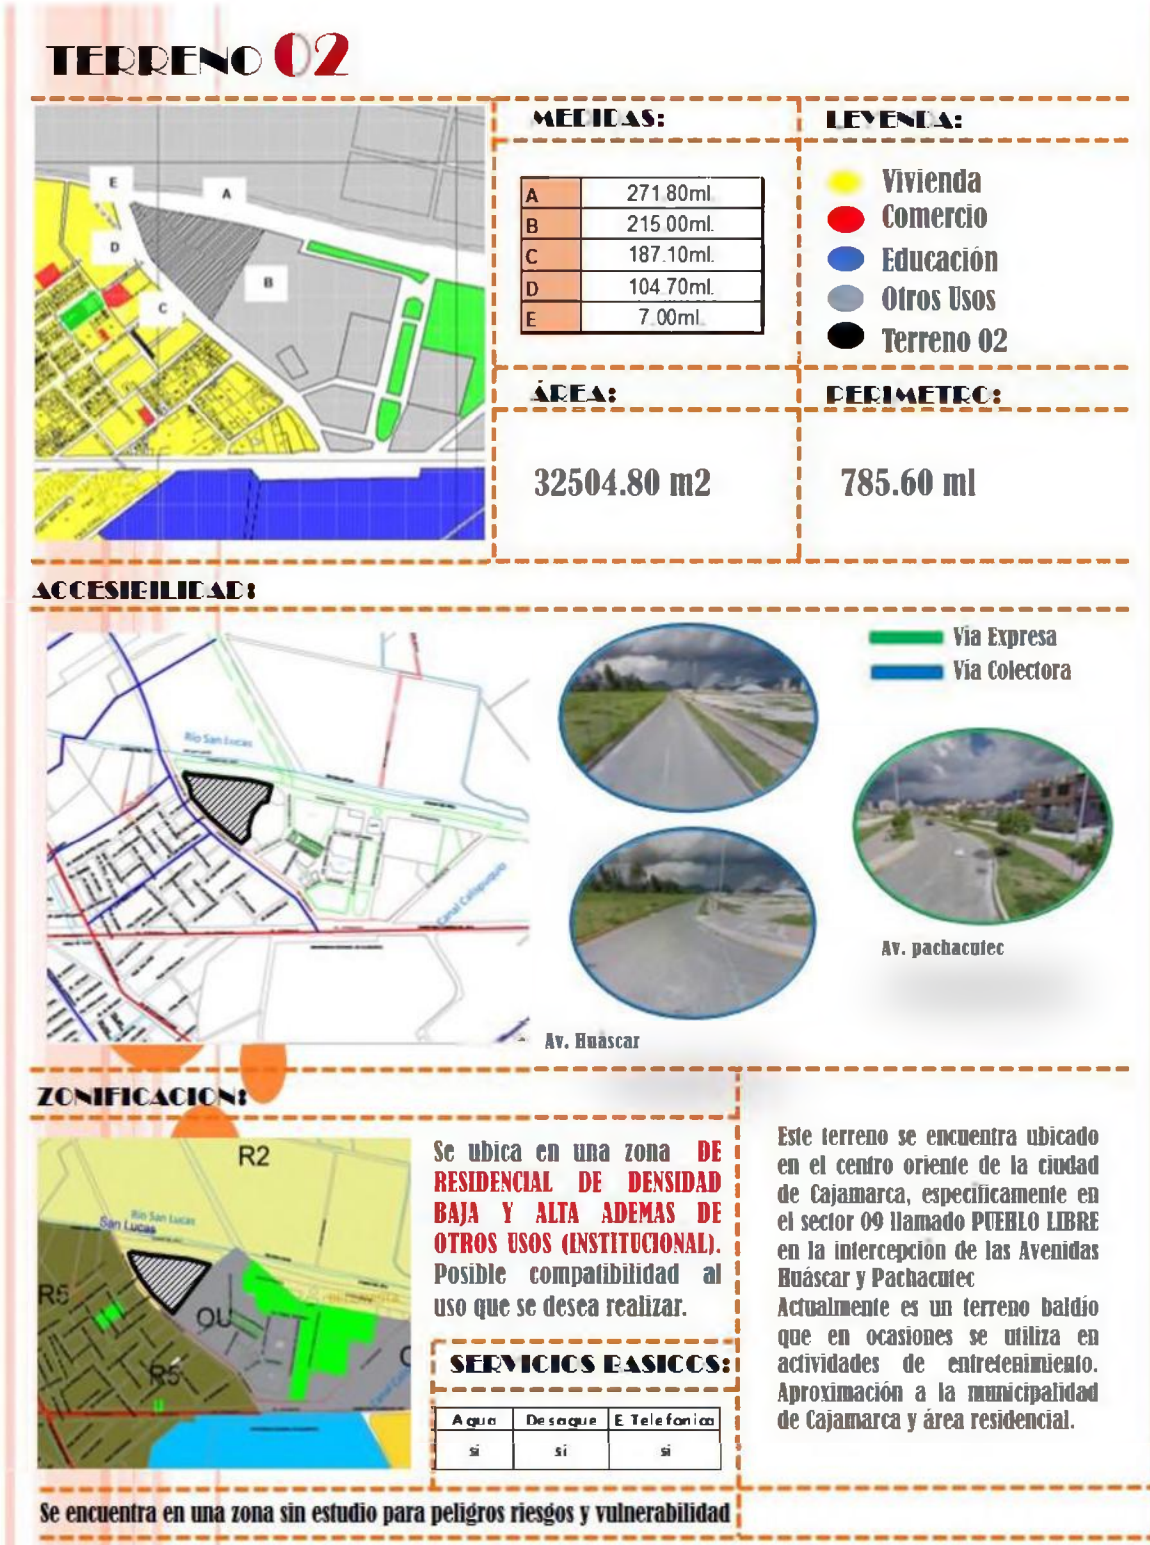 TERRENO 02
MEDIDAS:
LEYENDA:
E
A
D
B
C
A 271.80ml.
B 215.00ml.
C 187.10ml.
D 104.70ml.
E 7.00ml.
Vivienda
Comercio
Educación
Otros Usos
Terreno 02
ÁREA:
PERIMETRO:
32504.80 m2
785.60 ml
ACCESIBILIDAD:
Via Expresa
Via Colectora
Río San Lucas
Canal Calispuquio
Av. pachacutec
Av. Huáscar
ZONIFICACION:
R2
Río San Lucas
San Lucas
R5
OU
R5
Se ubica en una zona DE
RESIDENCIAL DE DENSIDAD
BAJA Y ALTA ADEMAS DE
OTROS USOS (INSTITUCIONAL).
Posible compatibilidad al
uso que se desea realizar.
SERVICIOS BASICOS:
Agua Desague E Telefonica
si si si
Este terreno se encuentra ubicado
en el centro oriente de la ciudad
de Cajamarca, específicamente en
el sector 09 llamado PUEBLO LIBRE
en la intercepción de las Avenidas
Huáscar y Pachacutec
Actualmente es un terreno baldío
que en ocasiones se utiliza en
actividades de entretenimiento.
Aproximación a la municipalidad
de Cajamarca y área residencial.
Se encuentra en una zona sin estudio para peligros riesgos y vulnerabilidad